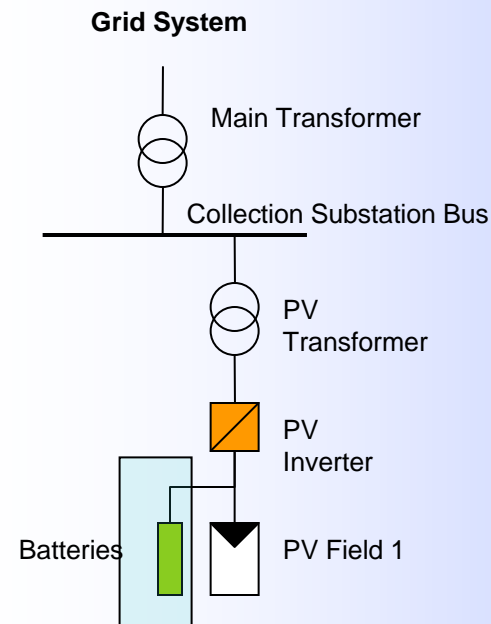 Grid System
Main Transformer
Collection Substation Bus
PV
Transformer
PV
Inverter
Batteries
PV Field 1